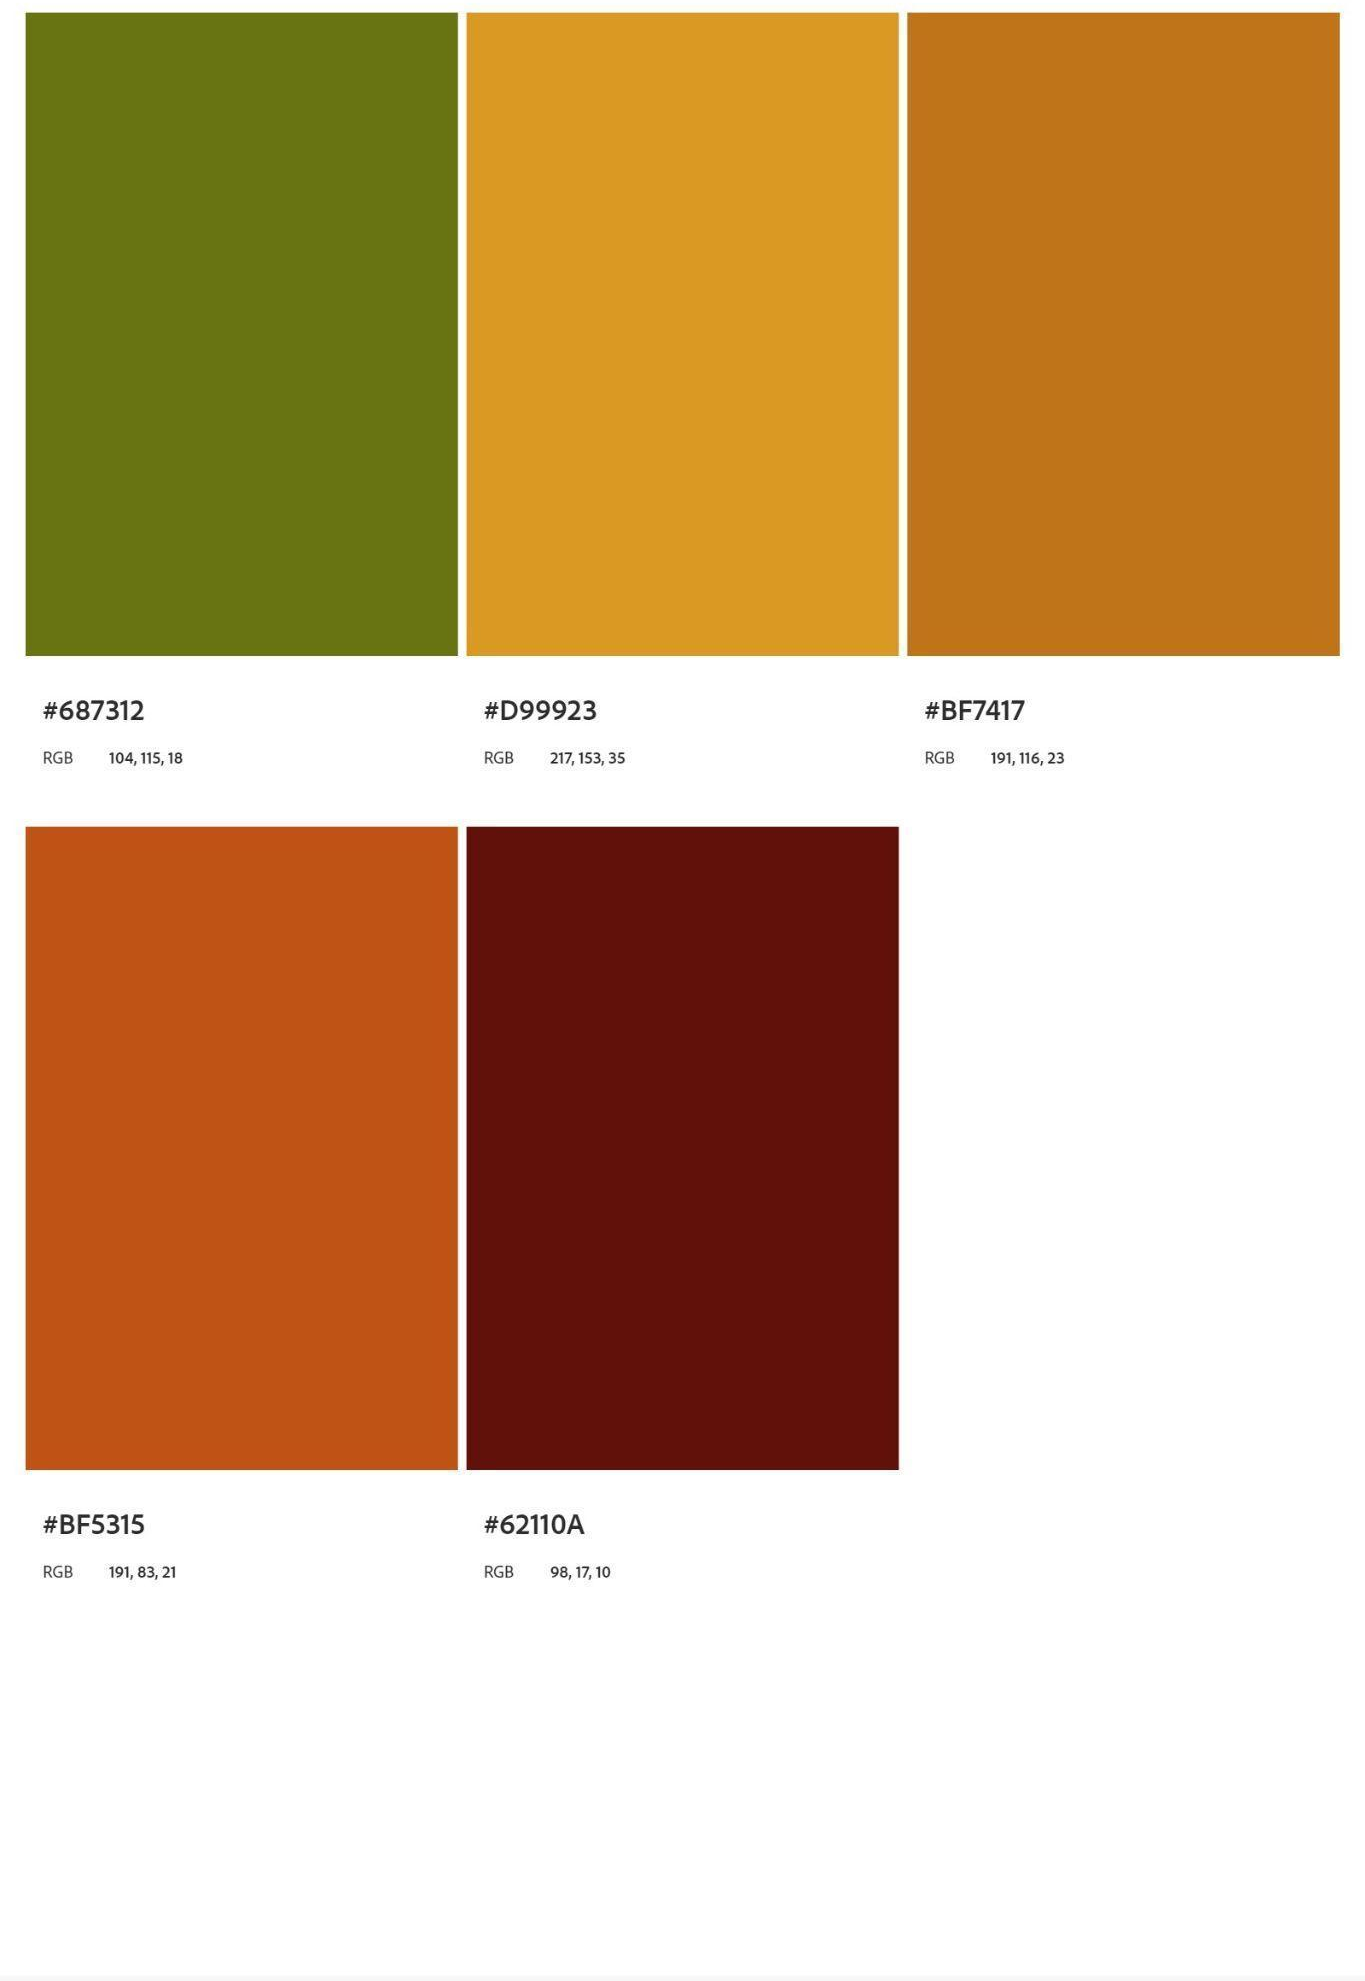 #687312 #D99923 #BF7417
RGB 104, 115, 18 RGB 217, 153, 35 RGB 191, 116, 23
#BF5315 #62110A
RGB 191, 83, 21 RGB 98, 17, 10